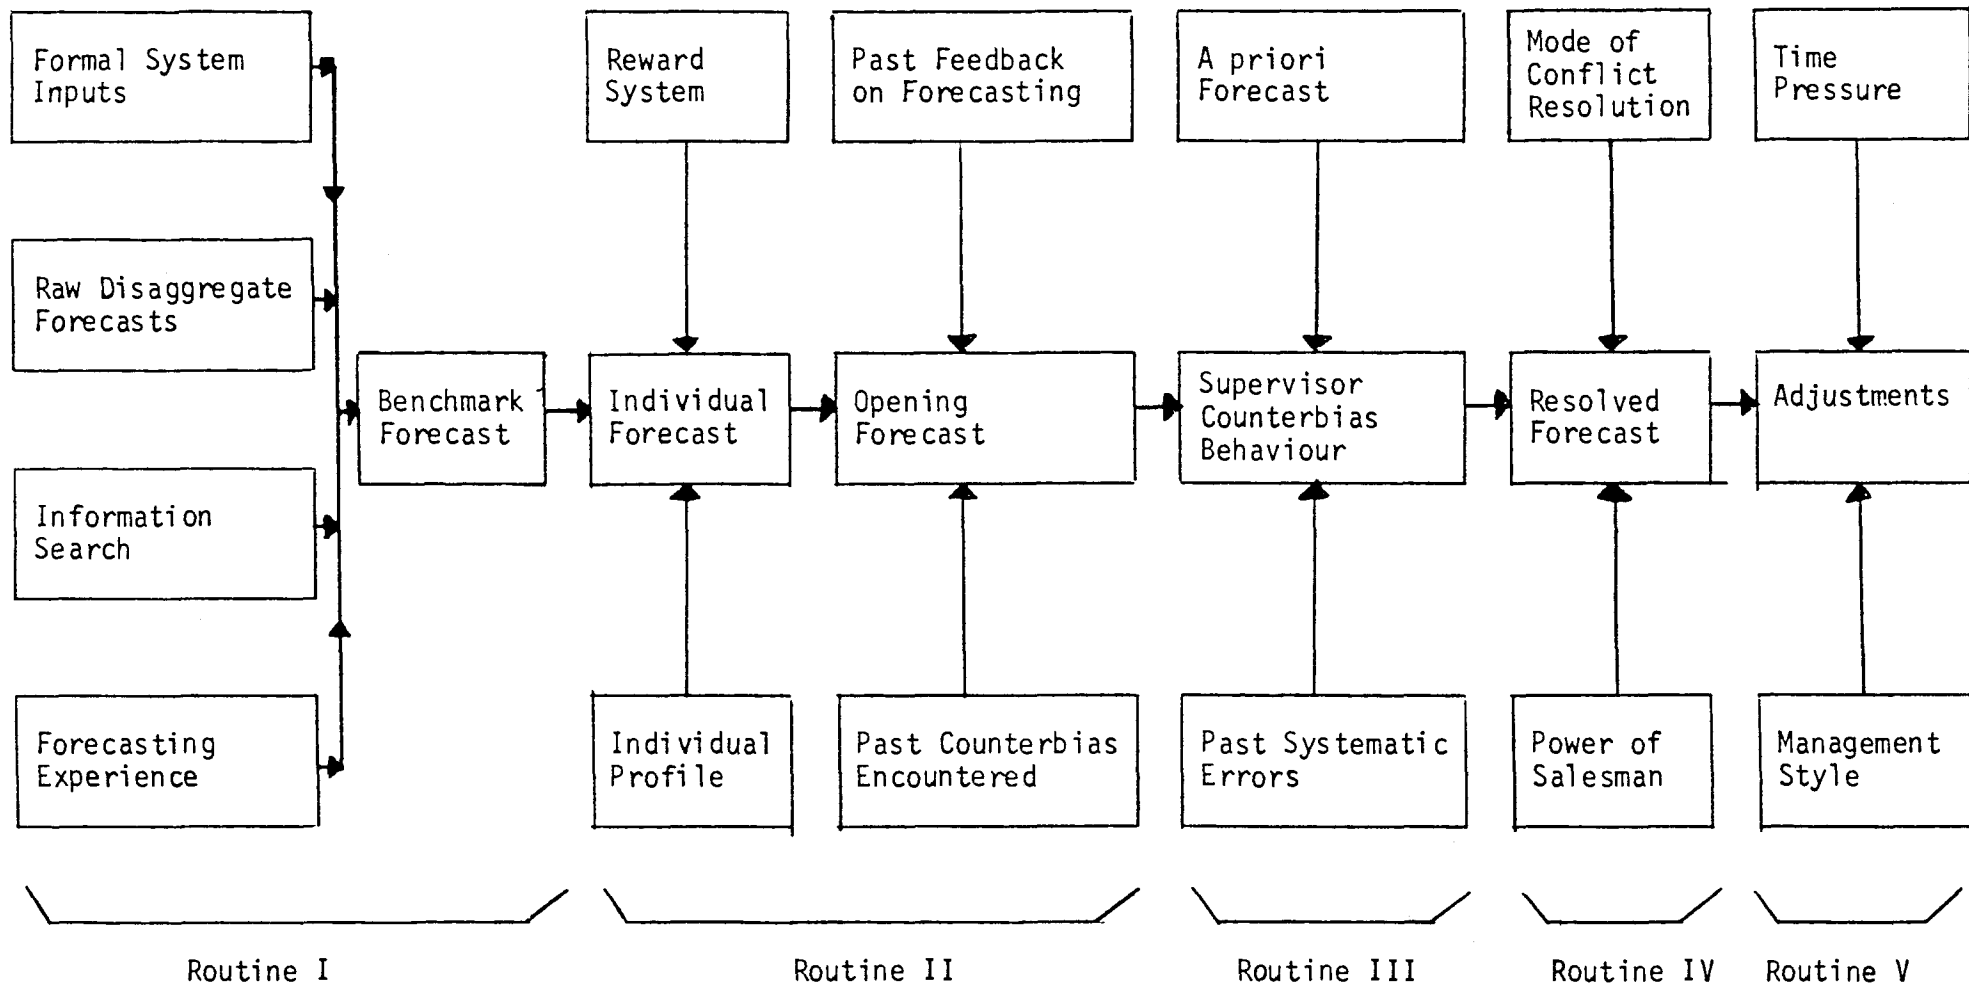 Formal System
Inputs
Reward
System
Past Feedback
on Forecasting
A priori
Forecast
Mode of
Conflict
Resolution
Time
Pressure
Raw Disaggregate
Forecasts
Benchmark
Forecast
Individual
Forecast
Opening
Forecast
Supervisor
Counterbias
Behaviour
Resolved
Forecast
Adjustments
Information
Search
Forecasting
Experience
Individual
Profile
Past Counterbias
Encountered
Past Systematic
Errors
Power of
Salesman
Management
Style
Routine I
Routine II
Routine III
Routine IV
Routine V